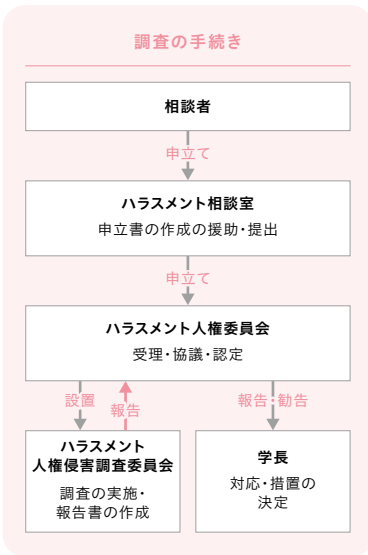 調査の手続き
相談者
申立て
ハラスメント相談室
申立書の作成の援助・提出
申立て
ハラスメント人権委員会
受理・協議・認定
設置
報告
報告・勧告
ハラスメント
人権侵害調査委員会
調査の実施・
報告書の作成
学長
対応・措置の
決定